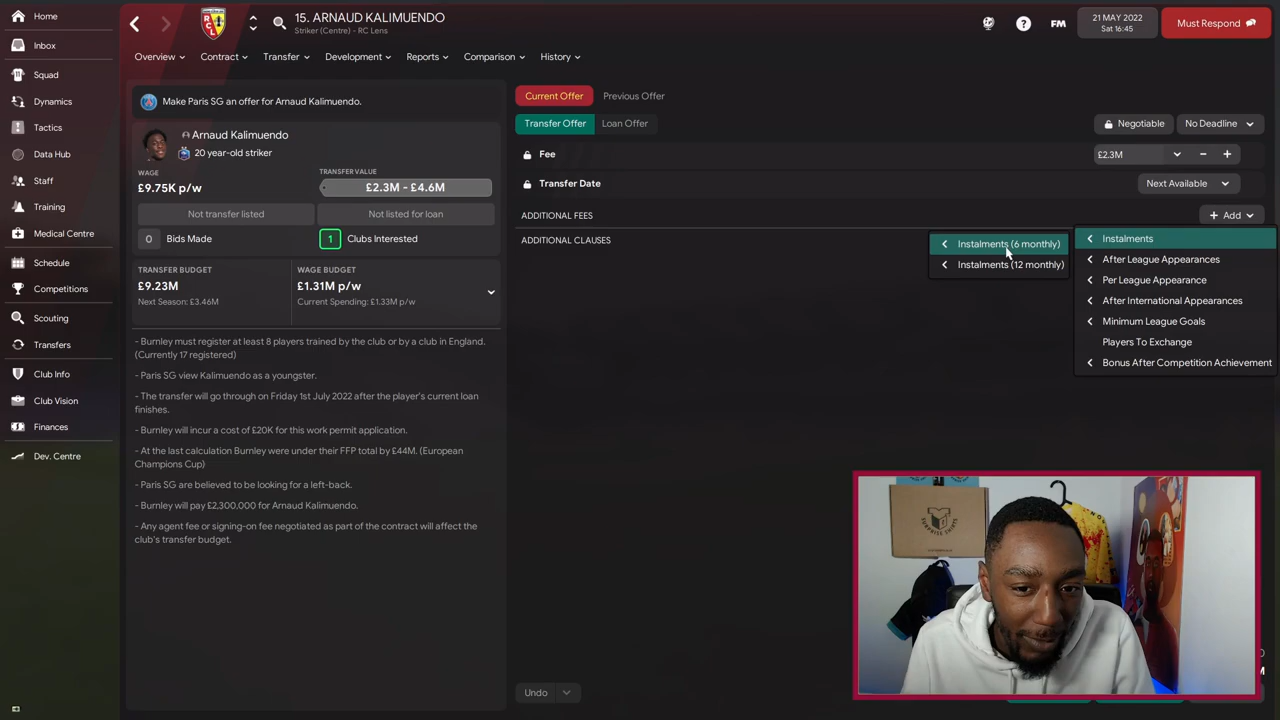 Home
Inbox
Squad
Dynamics
Tactics
Data Hub
Staff
Training
Medical Centre
Schedule
Competitions
Scouting
Transfers
Club Info
Club Vision
Finances
Dev. Centre
15. ARNAUD KALIMUENDO
Striker (Centre) - RC Lens
FM
21 MAY 2022
Sat 16:45
Must Respond
Overview
Contract
Transfer
Development
Reports
Comparison
History
Make Paris SG an offer for Arnaud Kalimuendo.
Arnaud Kalimuendo
20 year-old striker
WAGE
£9.75K p/w
TRANSFER VALUE
£2.3M - £4.6M
Not transfer listed
Not listed for loan
0 Bids Made
1 Clubs Interested
TRANSFER BUDGET
£9.23M
Next Season: £3.46M
WAGE BUDGET
£1.31M p/w
Current Spending: £1.33M p/w
- Burnley must register at least 8 players trained by the club or by a club in England.
(Currently 17 registered)
- Paris SG view Kalimuendo as a youngster.
- The transfer will go through on Friday 1st July 2022 after the player's current loan
finishes.
- Burnley will incur a cost of £20K for this work permit application.
- At the last calculation Burnley were under their FFP total by £44M. (European
Champions Cup)
- Paris SG are believed to be looking for a left-back.
- Burnley will pay £2,300,000 for Arnaud Kalimuendo.
- Any agent fee or signing-on fee negotiated as part of the contract will affect the
club's transfer budget.
Current Offer
Previous Offer
Transfer Offer
Loan Offer
Negotiable
No Deadline
Fee
£2.3M
Transfer Date
Next Available
ADDITIONAL FEES
+ Add
ADDITIONAL CLAUSES
Instalments (6 monthly)
Instalments (12 monthly)
Instalments
After League Appearances
Per League Appearance
After International Appearances
Minimum League Goals
Players To Exchange
Bonus After Competition Achievement
Undo
SURPRISE SHIRTS